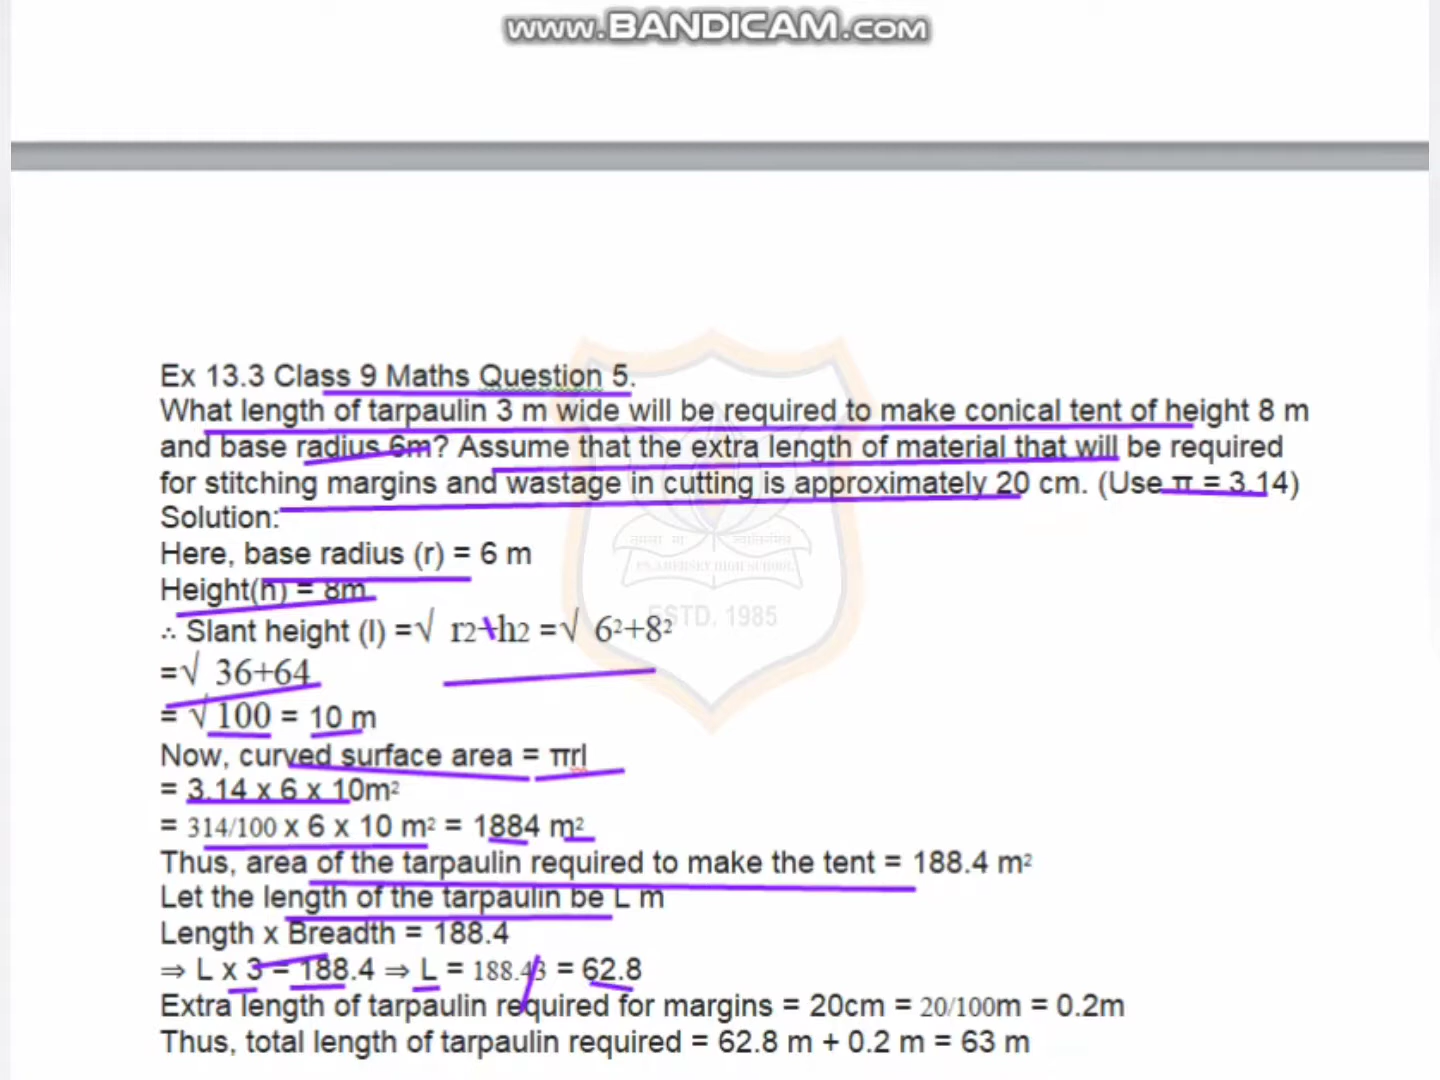 www.BANDICAM.com
Ex 13.3 Class 9 Maths Question 5.
What length of tarpaulin 3 m wide will be required to make conical tent of height 8 m
and base radius 6m? Assume that the extra length of material that will be required
for stitching margins and wastage in cutting is approximately 20 cm. (Use π = 3.14)
Solution:
Here, base radius (r) = 6 m
Height(h) = 8m
∴ Slant height (l) =√ r2+h2 =√ 6²+8²
=√ 36+64
= √100 = 10 m
Now, curved surface area = πrl
= 3.14 x 6 x 10m²
= 314/100 x 6 x 10 m² = 1884 m²
Thus, area of the tarpaulin required to make the tent = 188.4 m²
Let the length of the tarpaulin be L m
Length x Breadth = 188.4
⇒ L x 3 = 188.4 ⇒ L = 188.43 = 62.8
Extra length of tarpaulin required for margins = 20cm = 20/100m = 0.2m
Thus, total length of tarpaulin required = 62.8 m + 0.2 m = 63 m
ESTD. 1985